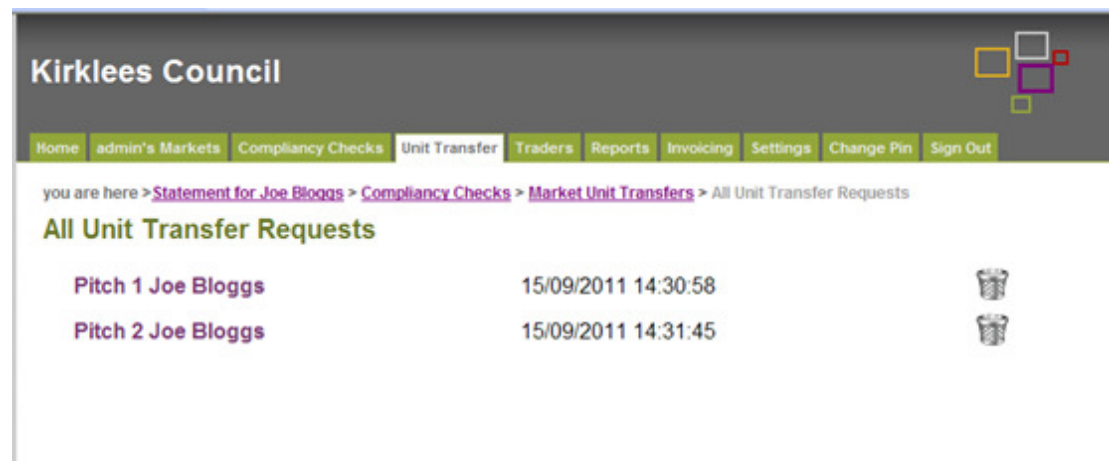 Kirklees Council
Home admin's Markets Compliancy Checks Unit Transfer Traders Reports Invoicing Settings Change Pin Sign Out
you are here >Statement for Joe Bloggs > Compliancy Checks > Market Unit Transfers > All Unit Transfer Requests
All Unit Transfer Requests
Pitch 1 Joe Bloggs 15/09/2011 14:30:58
Pitch 2 Joe Bloggs 15/09/2011 14:31:45